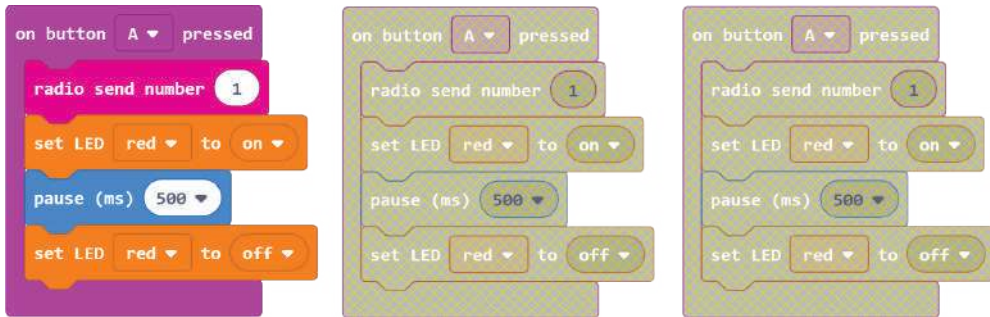 on button A pressed
radio send number 1
set LED red to on
pause (ms) 500
set LED red to off
on button A pressed
radio send number 1
set LED red to on
pause (ms) 500
set LED red to off
on button A pressed
radio send number 1
set LED red to on
pause (ms) 500
set LED red to off